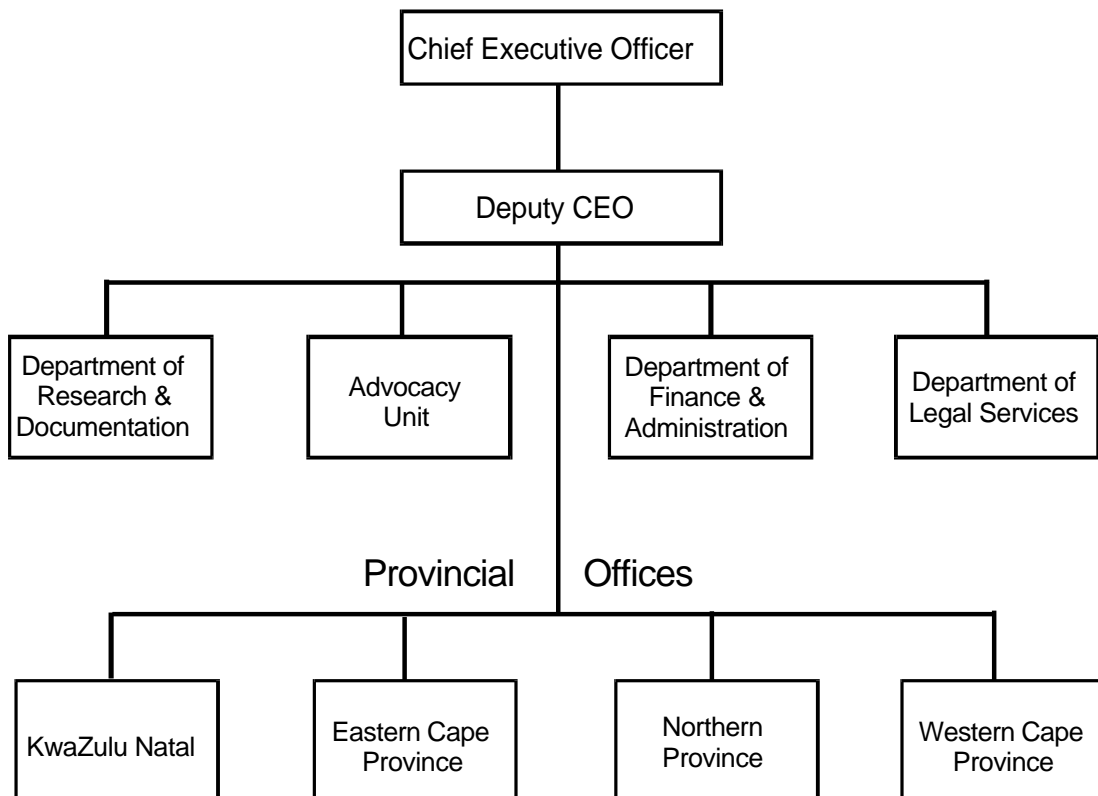 Chief Executive Officer
Deputy CEO
Department of
Research &
Documentation
Advocacy
Unit
Department of
Finance &
Administration
Department of
Legal Services
Provincial Offices
KwaZulu Natal
Eastern Cape
Province
Northern
Province
Western Cape
Province